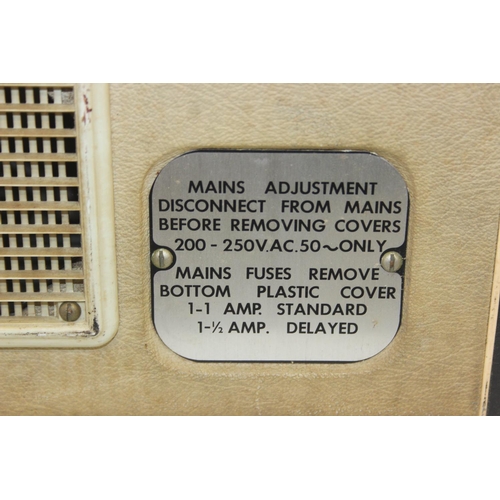 MAINS ADJUSTMENT
DISCONNECT FROM MAINS
BEFORE REMOVING COVERS
200 - 250V.AC.50~ONLY
MAINS FUSES REMOVE
BOTTOM PLASTIC COVER
1-1 AMP. STANDARD
1-½ AMP. DELAYED